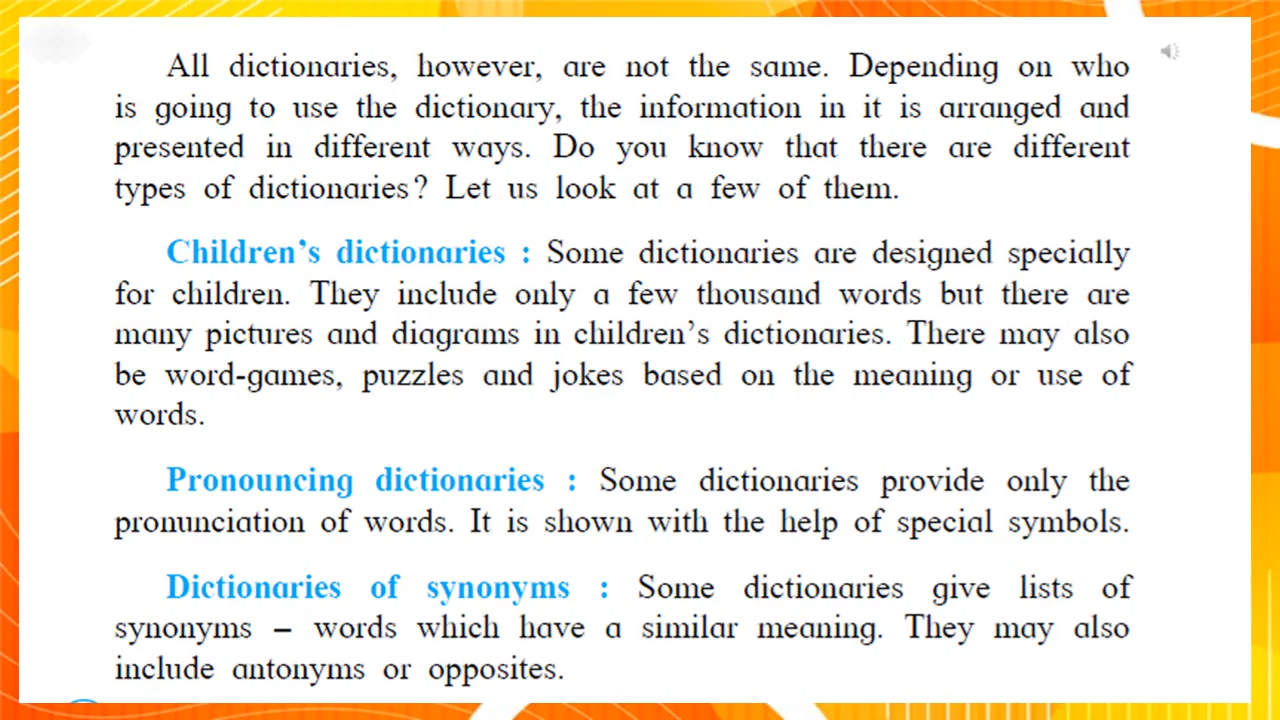 All dictionaries, however, are not the same. Depending on who
is going to use the dictionary, the information in it is arranged and
presented in different ways. Do you know that there are different
types of dictionaries? Let us look at a few of them.
Children's dictionaries : Some dictionaries are designed specially
for children. They include only a few thousand words but there are
many pictures and diagrams in children's dictionaries. There may also
be word-games, puzzles and jokes based on the meaning or use of
words.
Pronouncing dictionaries : Some dictionaries provide only the
pronunciation of words. It is shown with the help of special symbols.
Dictionaries of synonyms : Some dictionaries give lists of
synonyms – words which have a similar meaning. They may also
include antonyms or opposites.